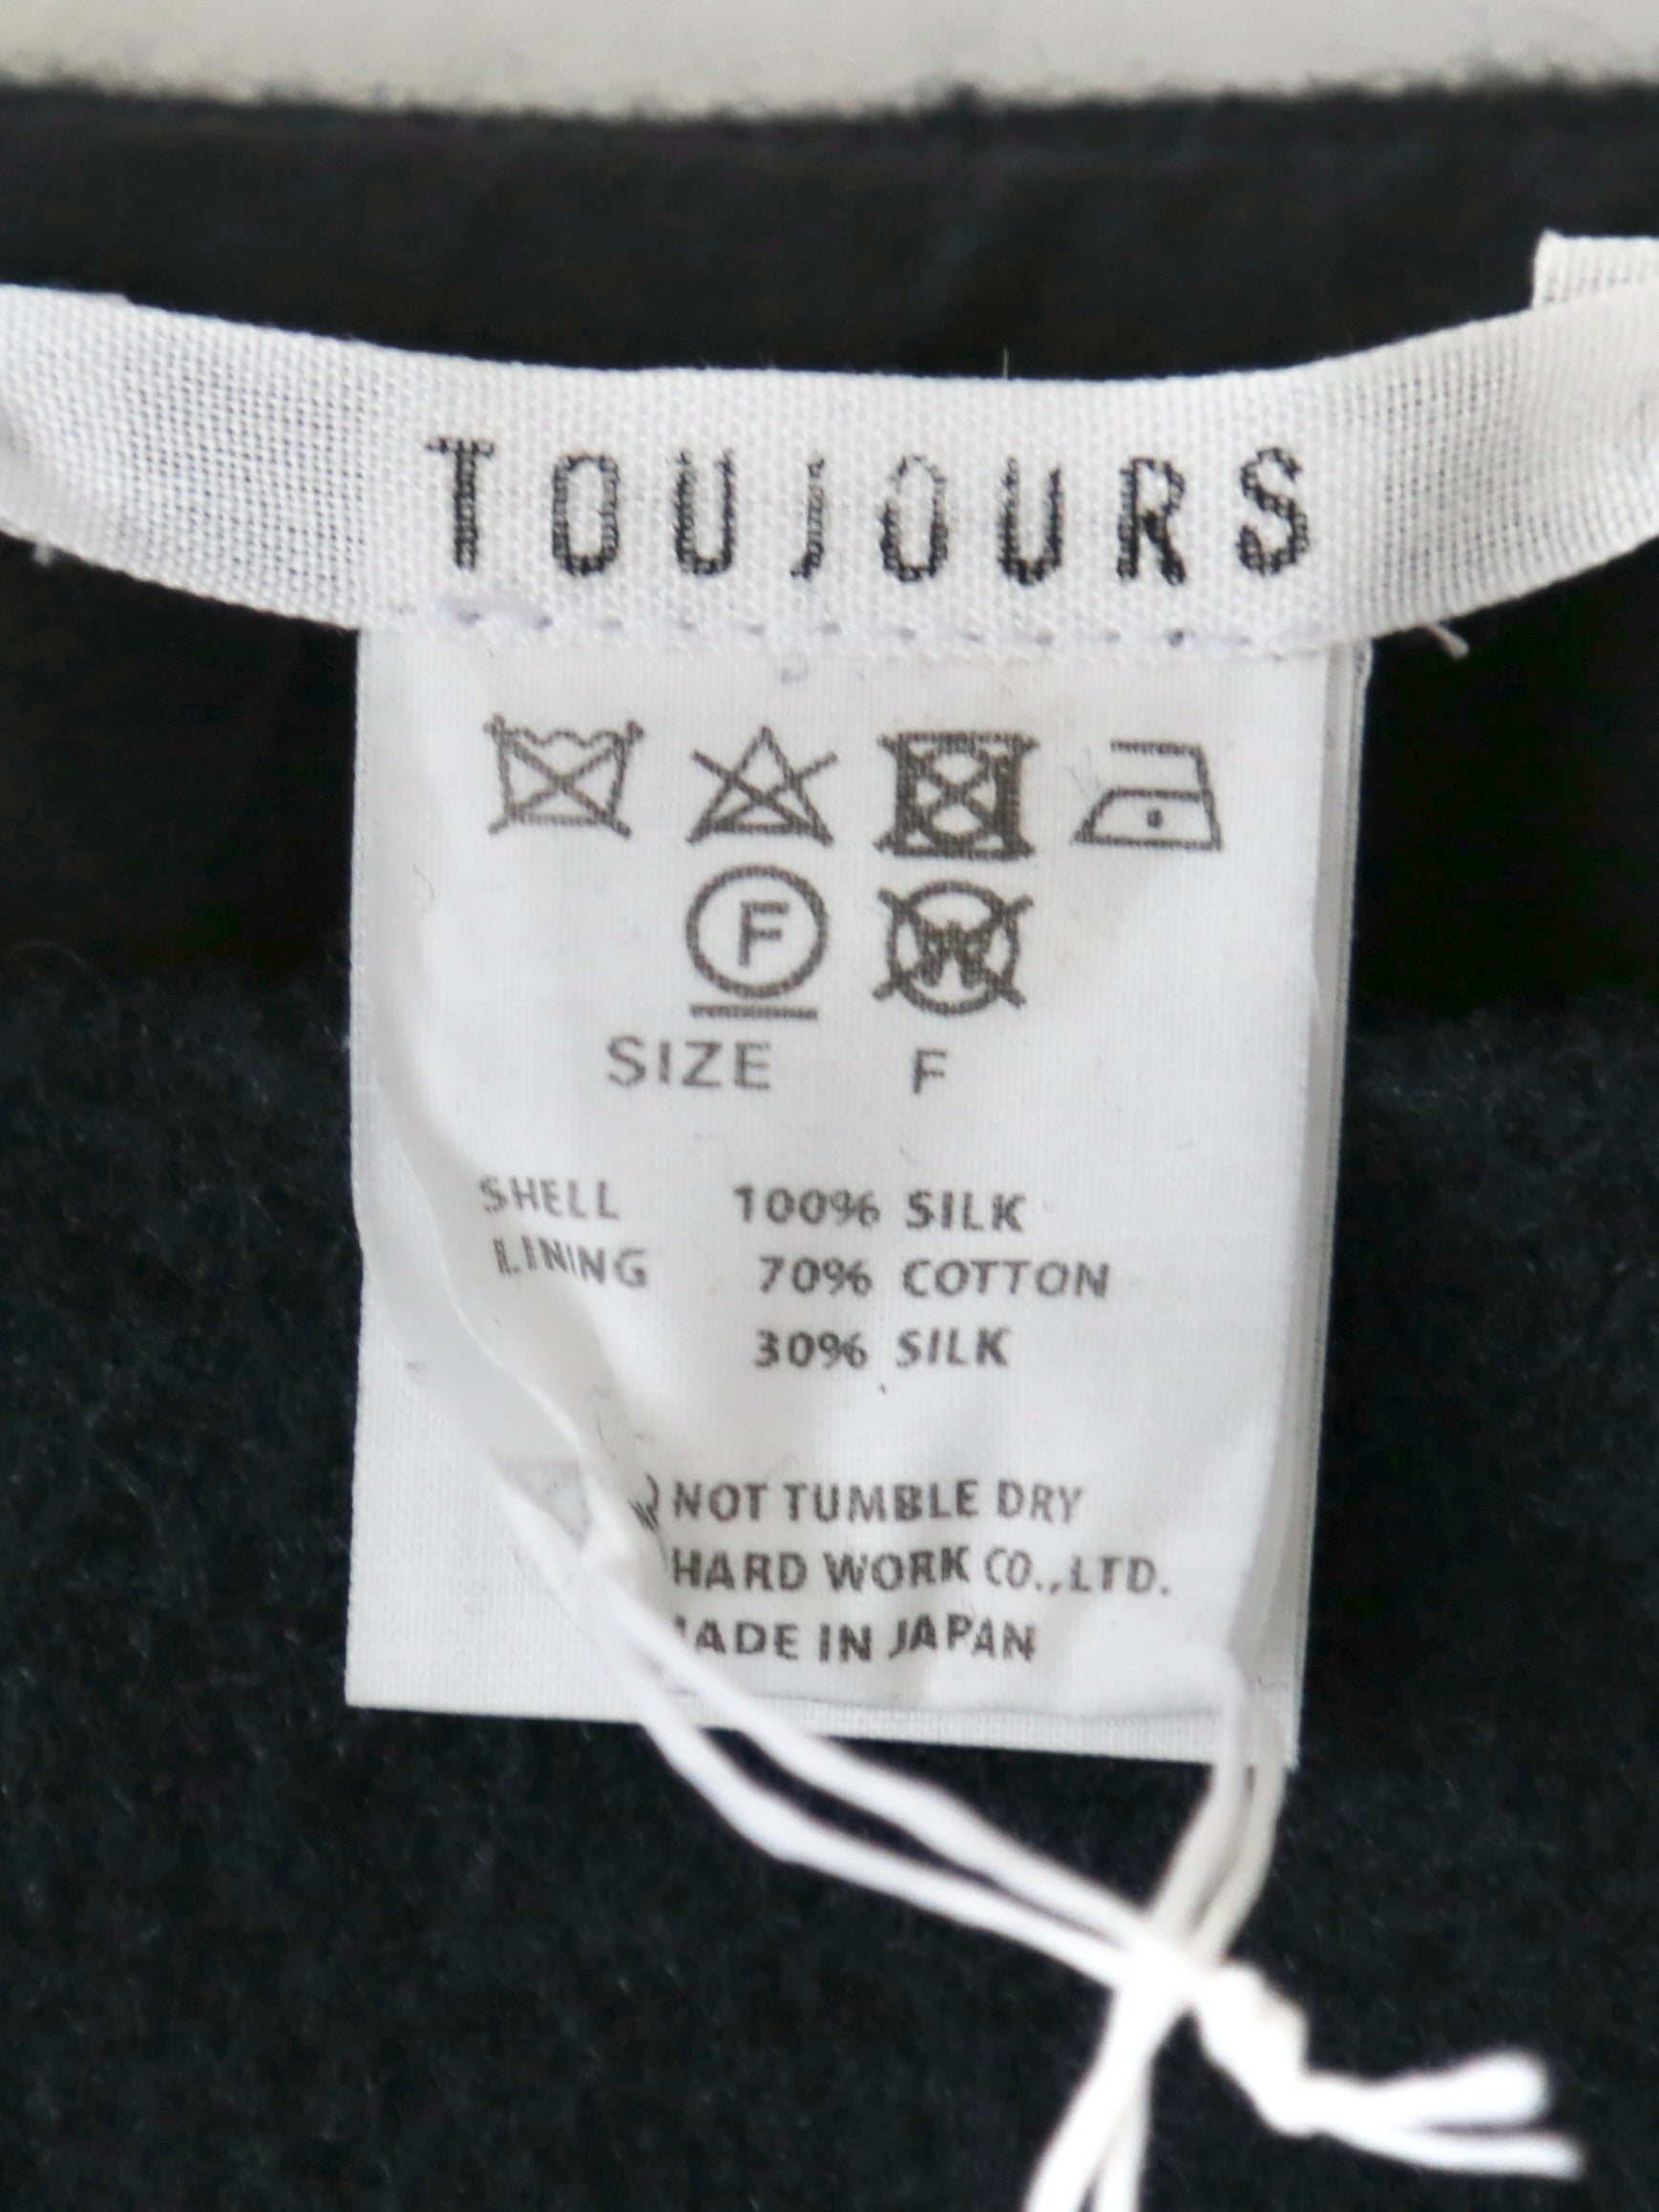 TOUJOURS
F W
SIZE F
SHELL 100% SILK
LINING 70% COTTON
30% SILK
NOT TUMBLE DRY
HARD WORK CO.,LTD.
IN JAPAN